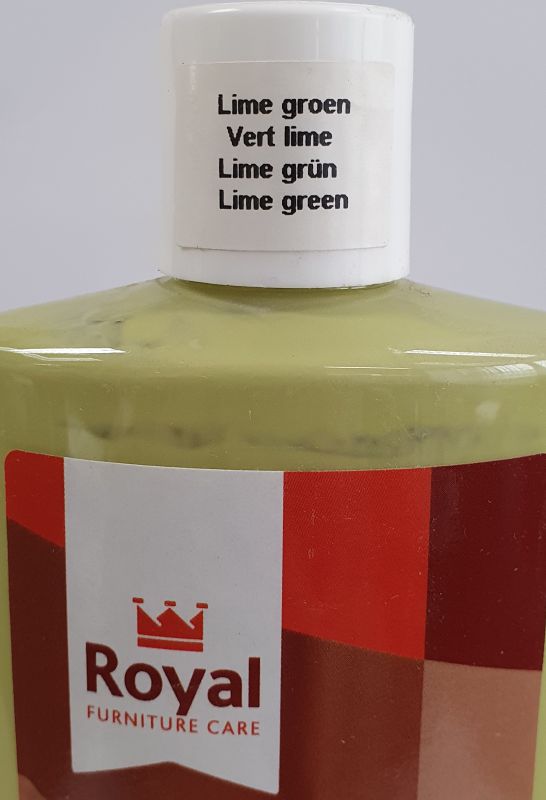 Lime groen
Vert lime
Lime grün
Lime green
Royal
FURNITURE CARE